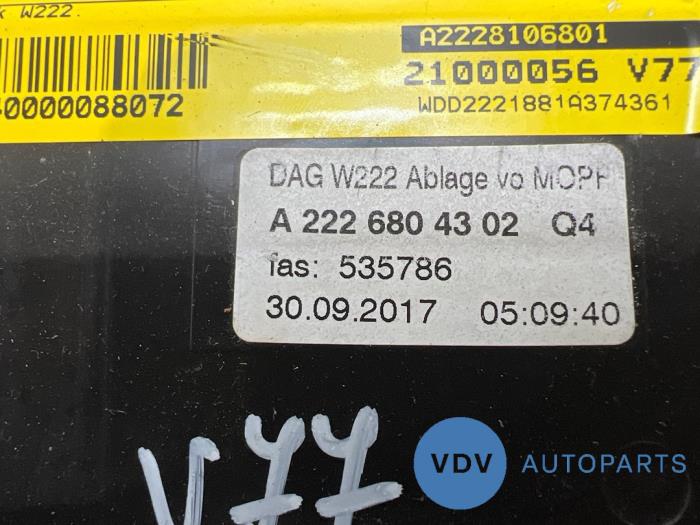 k W222.
A2228106801
21000056 V77
40000088072
WDD2221881A374361
DAG W222 Ablage vo MOPF
A 222 680 43 02 Q4
fas: 535786
30.09.2017 05:09:40
V77
VDV AUTOPARTS